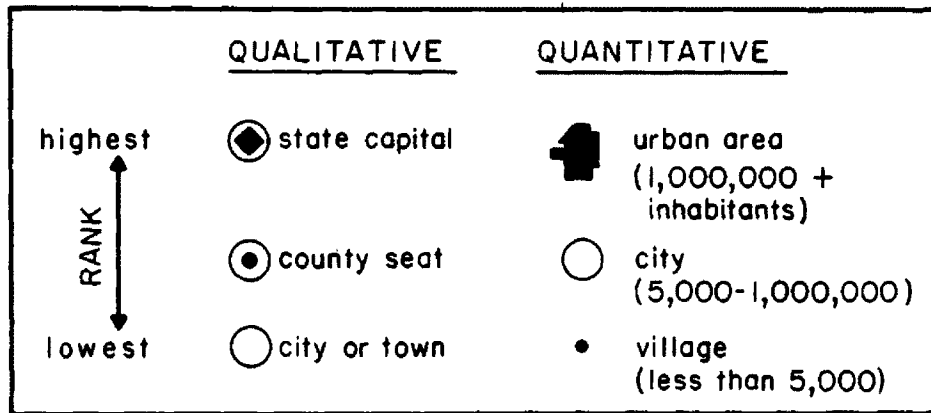 QUALITATIVE QUANTITATIVE
highest state capital urban area
(1,000,000 +
inhabitants)
RANK
county seat city
(5,000-1,000,000)
lowest city or town village
(less than 5,000)